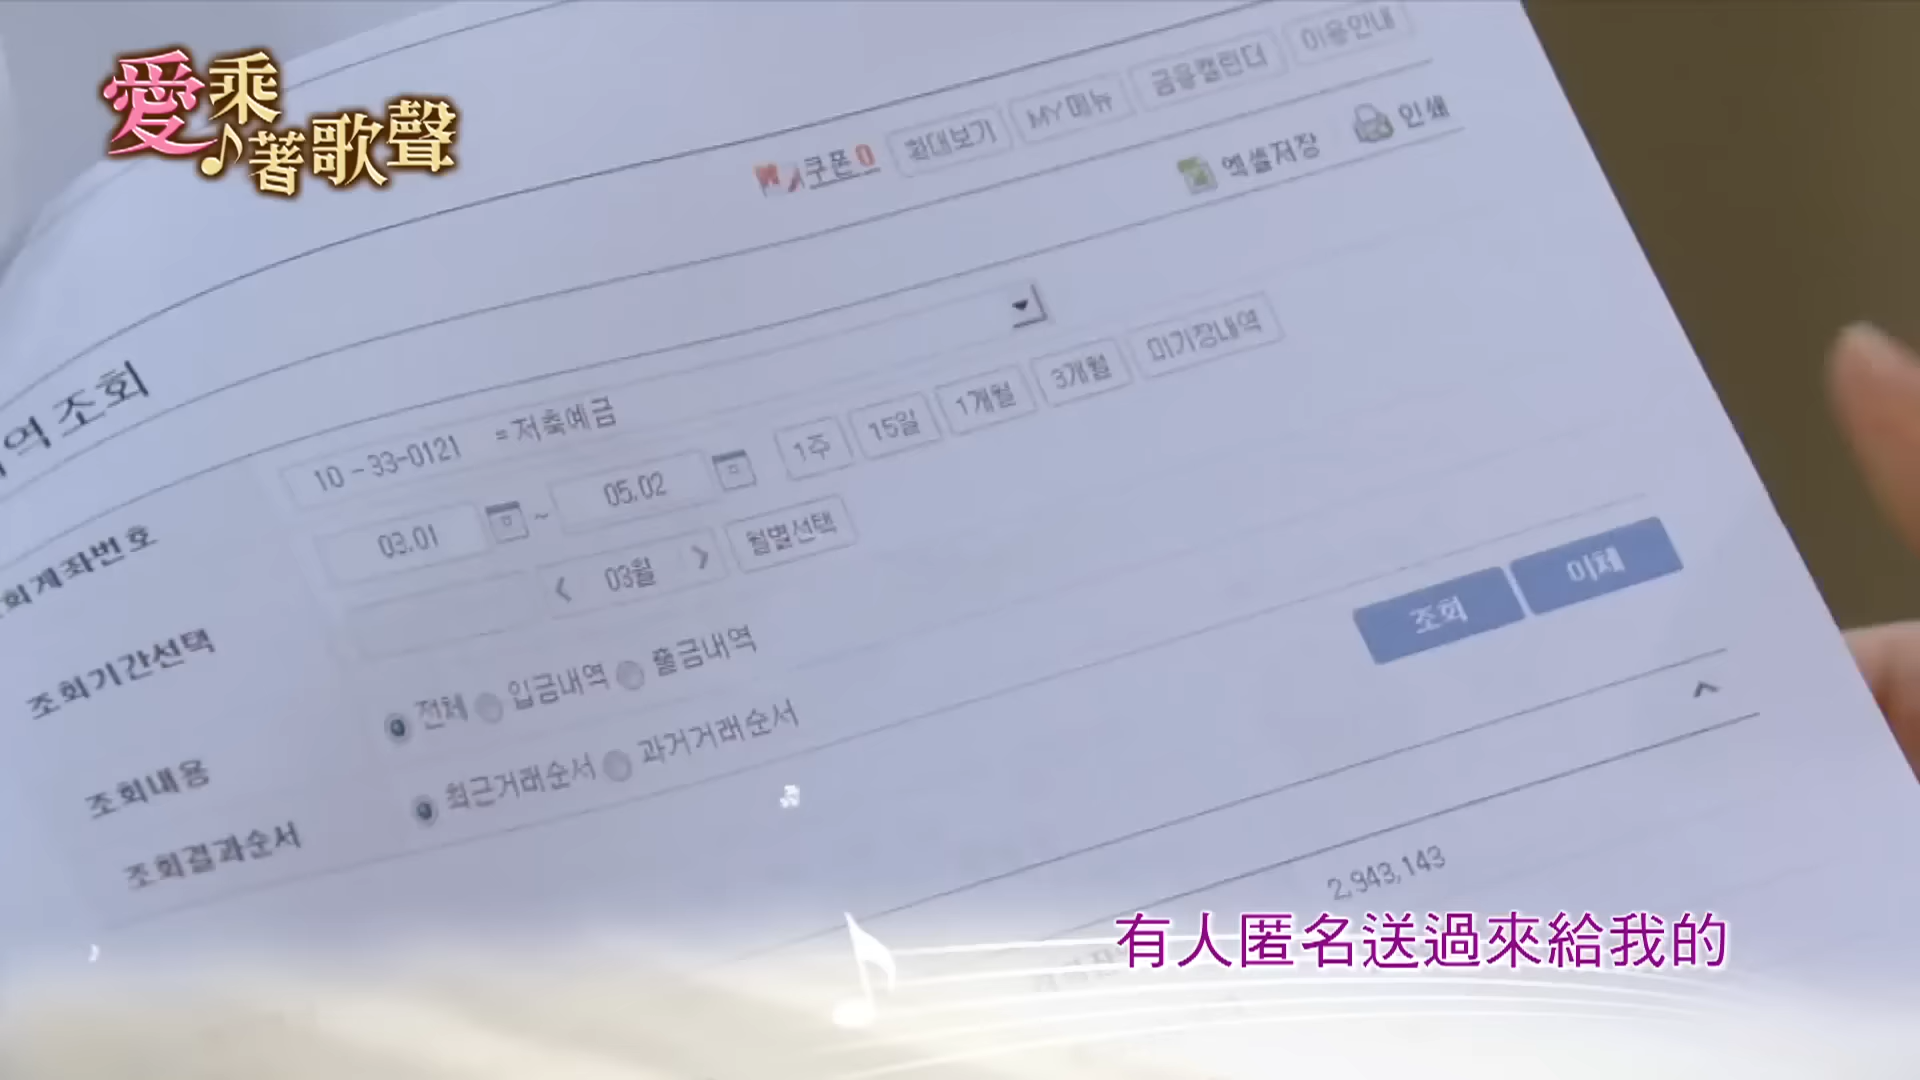 愛乘著歌聲
쿠폰 0 확대보기 MY메뉴 금융캘린더 이용안내
엑셀저장 인쇄
역조회
회계좌번호 10-33-0121 =저축예금
조회기간선택 03.01 ~ 05.02 1주 15일 1개월 3개월 미기장내역
< 03월 > 월별선택
조회내용 전체 입금내역 출금내역
조회결과순서 최근거래순서 과거거래순서
조회 이체
2,943,143
有人匿名送過來給我的